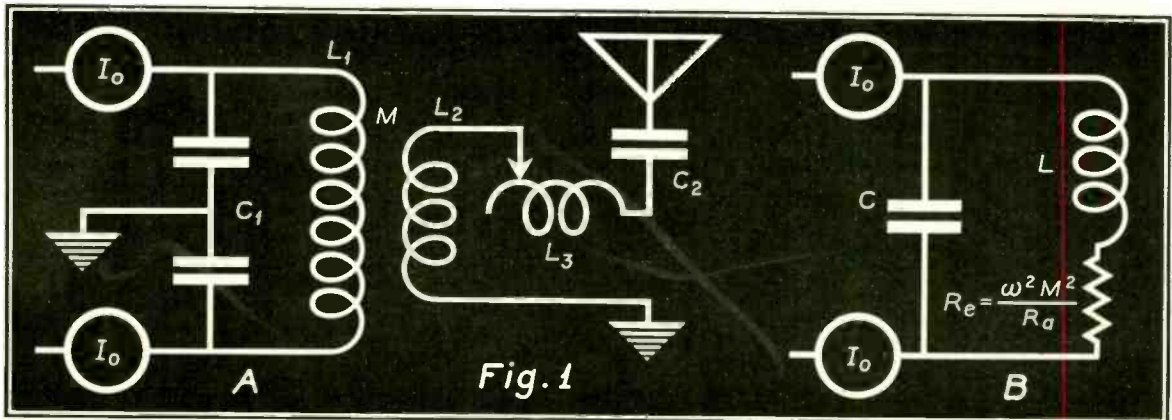 I₀
L₁
M
L₂
C₁
C₂
L₃
I₀
A
Fig. 1
I₀
C
L
Rₑ = ω²M² / Rₐ
I₀
B